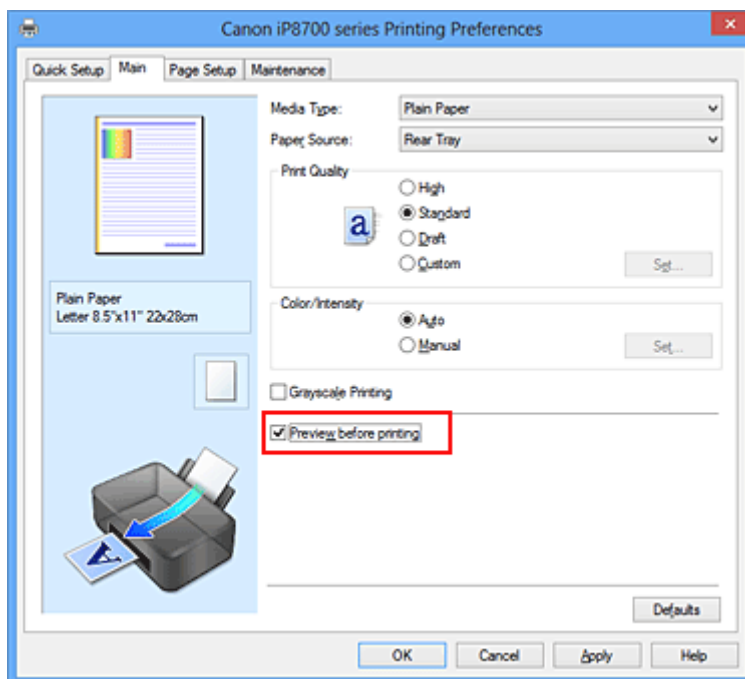 Canon iP8700 series Printing Preferences
Quick Setup Main Page Setup Maintenance
Media Type: Plain Paper
Paper Source: Rear Tray
Print Quality
High
a Standard
Draft
Custom Set...
Plain Paper
Letter 8.5"x11" 22x28cm
Color/Intensity
Auto
Manual Set...
Grayscale Printing
Preview before printing
A
Defaults
OK Cancel Apply Help